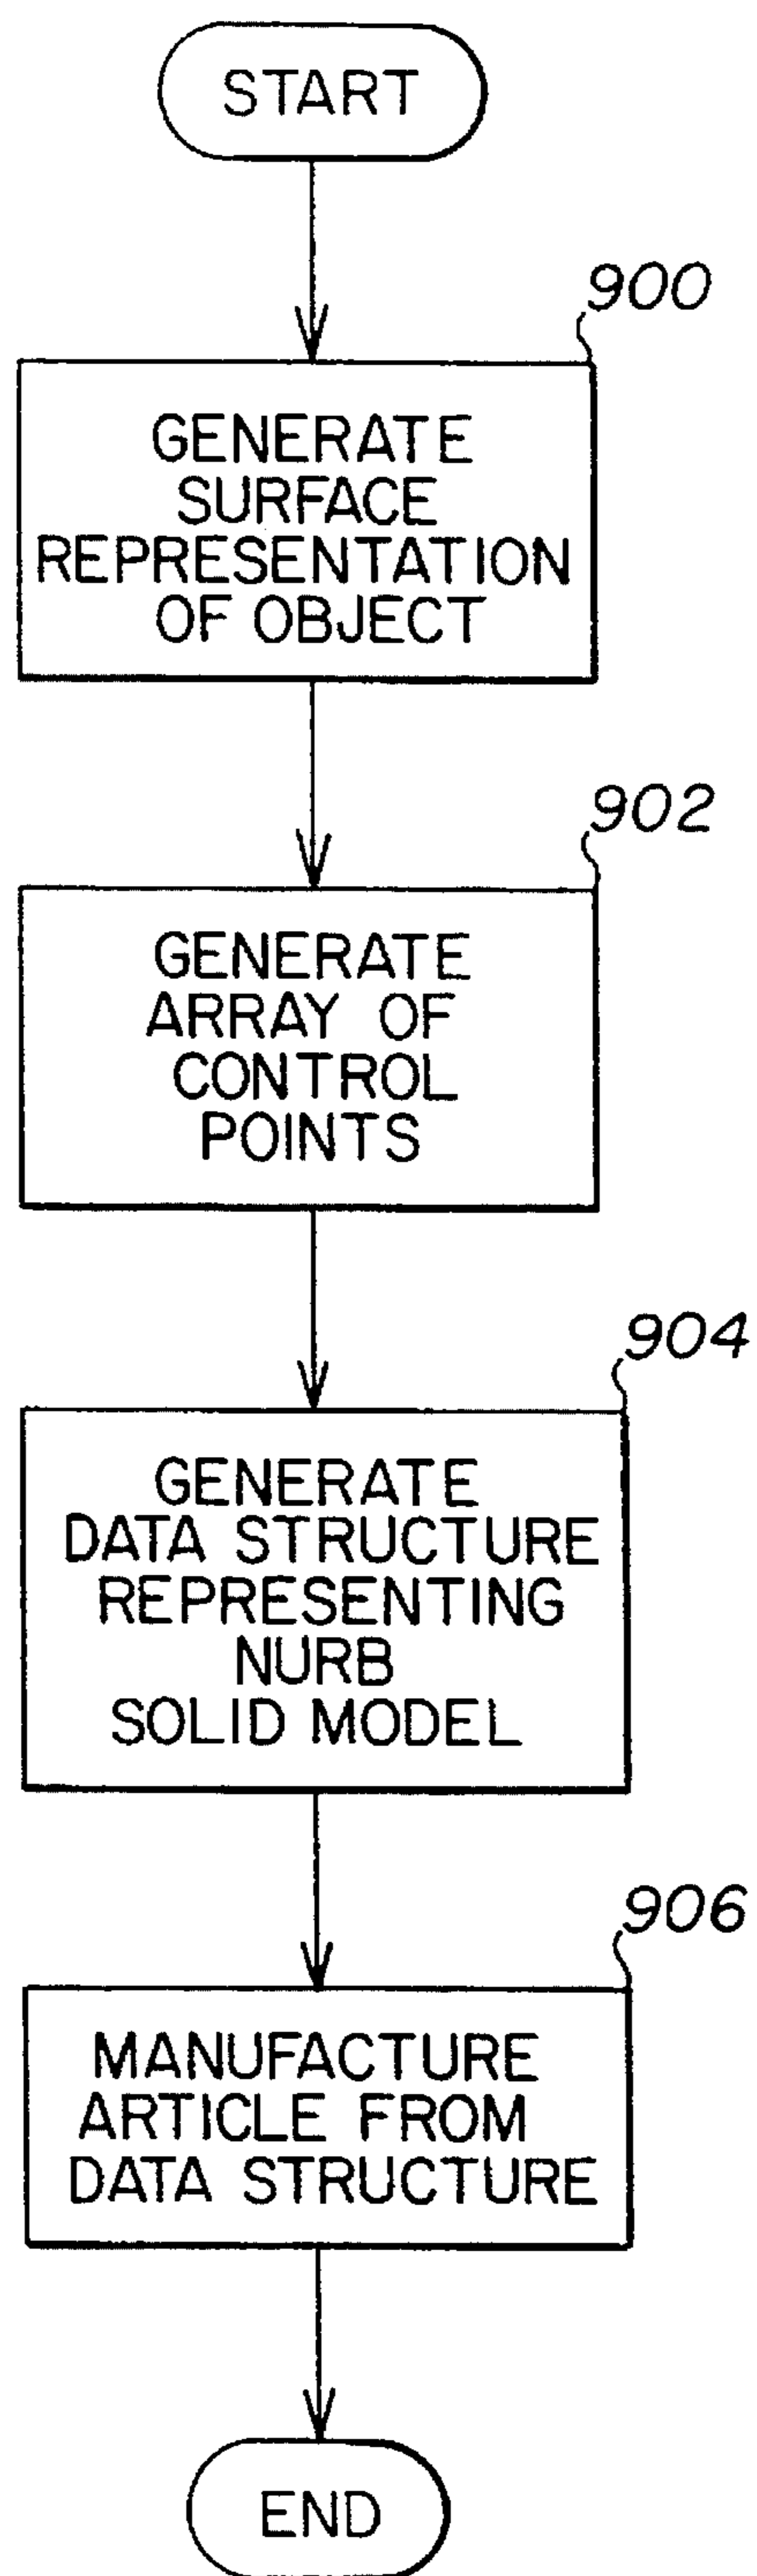 START
900
GENERATE
SURFACE
REPRESENTATION
OF OBJECT
902
GENERATE
ARRAY OF
CONTROL
POINTS
904
GENERATE
DATA STRUCTURE
REPRESENTING
NURB
SOLID MODEL
906
MANUFACTURE
ARTICLE FROM
DATA STRUCTURE
END